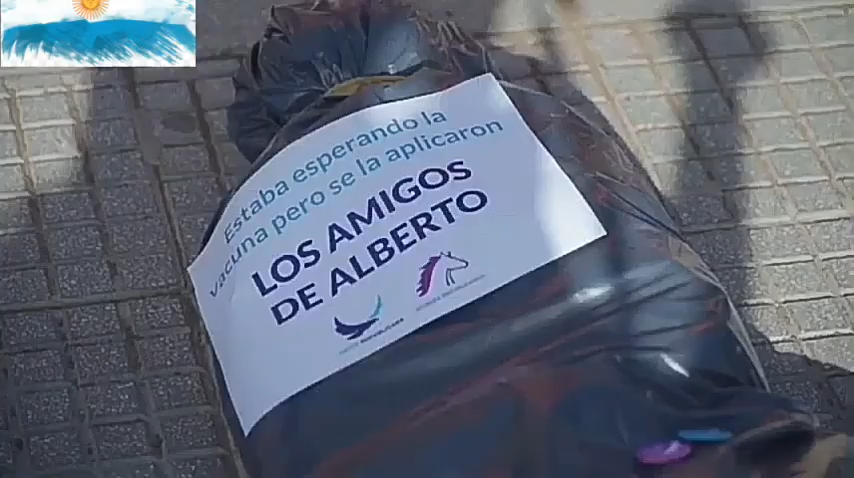 Estaba esperando la
vacuna pero se la aplicaron
LOS AMIGOS
DE ALBERTO